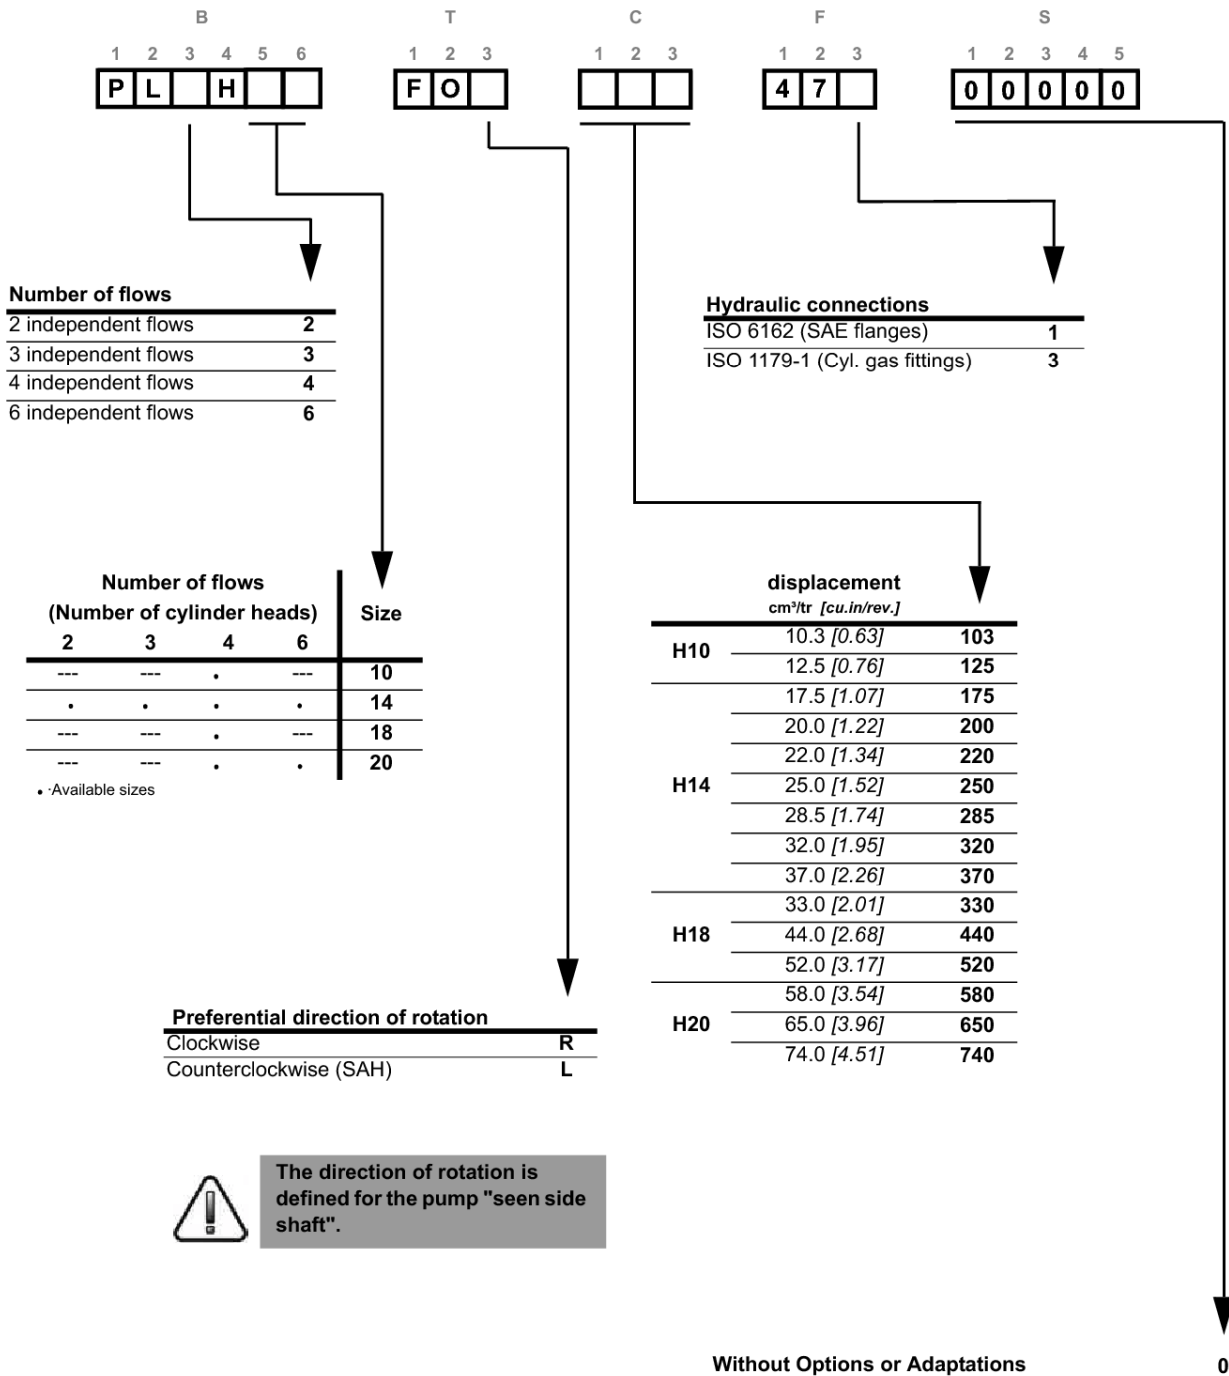 B T C F S
1 2 3 4 5 6 1 2 3 1 2 3 1 2 3 1 2 3 4 5
P L H F O 4 7 0 0 0 0 0
Number of flows
2 independent flows 2
3 independent flows 3
4 independent flows 4
6 independent flows 6
Hydraulic connections
ISO 6162 (SAE flanges) 1
ISO 1179-1 (Cyl. gas fittings) 3
Number of flows
(Number of cylinder heads) Size
2 3 4 6
--- --- • --- 10
• • • • 14
--- --- • --- 18
--- --- • • 20
• ·Available sizes
displacement
cm³/tr [cu.in/rev.]
H10
10.3 [0.63] 103
12.5 [0.76] 125
H14
17.5 [1.07] 175
20.0 [1.22] 200
22.0 [1.34] 220
25.0 [1.52] 250
28.5 [1.74] 285
32.0 [1.95] 320
37.0 [2.26] 370
H18
33.0 [2.01] 330
44.0 [2.68] 440
52.0 [3.17] 520
H20
58.0 [3.54] 580
65.0 [3.96] 650
74.0 [4.51] 740
Preferential direction of rotation
Clockwise R
Counterclockwise (SAH) L
The direction of rotation is
defined for the pump "seen side
shaft".
Without Options or Adaptations 0